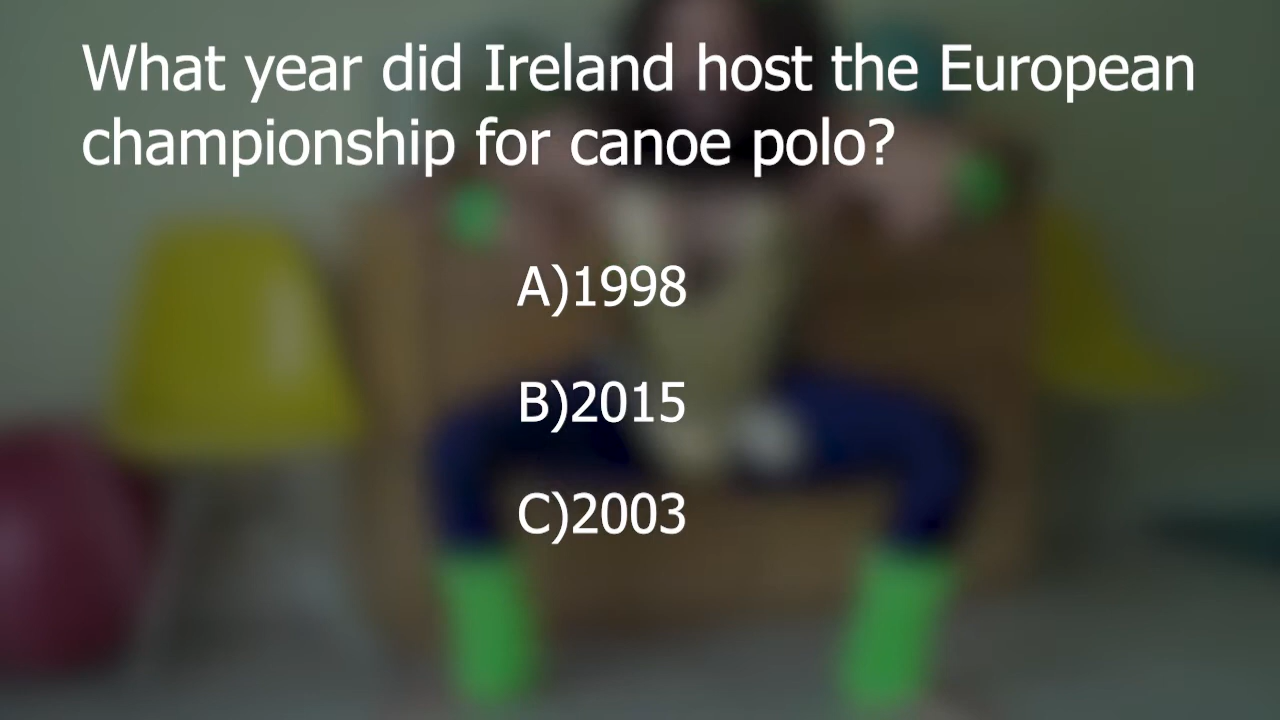 What year did Ireland host the European
championship for canoe polo?
A)1998
B)2015
C)2003